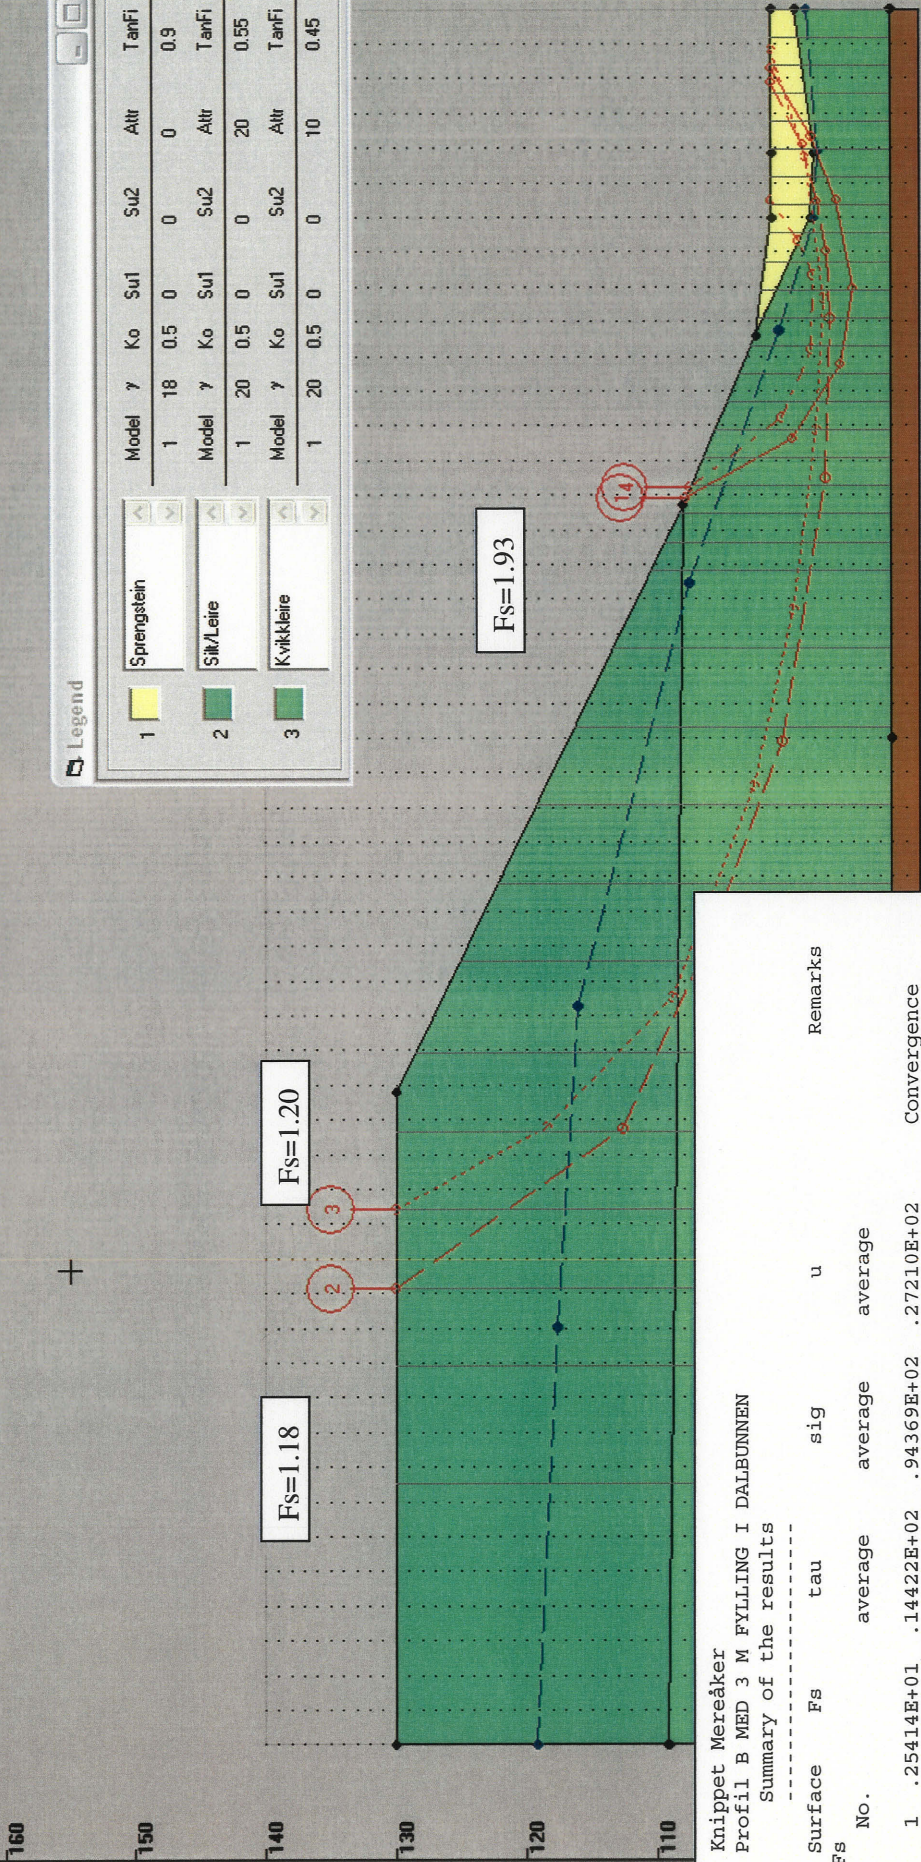 Legend
Model γ Ko Su1 Su2 Attr TanFi
1 Sprengstein 1 18 0.5 0 0 0 0.9
Model γ Ko Su1 Su2 Attr TanFi
2 Silt/Leire 1 20 0.5 0 0 20 0.55
Model γ Ko Su1 Su2 Attr TanFi
3 Kvikkleire 1 20 0.5 0 0 10 0.45
160
150
140
130
120
110
Fs=1.18
Fs=1.20
Fs=1.93
2
3
1 4
Knippet Mereåker
Profil B MED 3 M FYLLING I DALBUNNEN
Summary of the results
-----------------------
Surface Fs tau sig u Remarks
Fs
No. average average average
1 .25414E+01 .14422E+02 .94369E+02 .27210E+02 Convergence